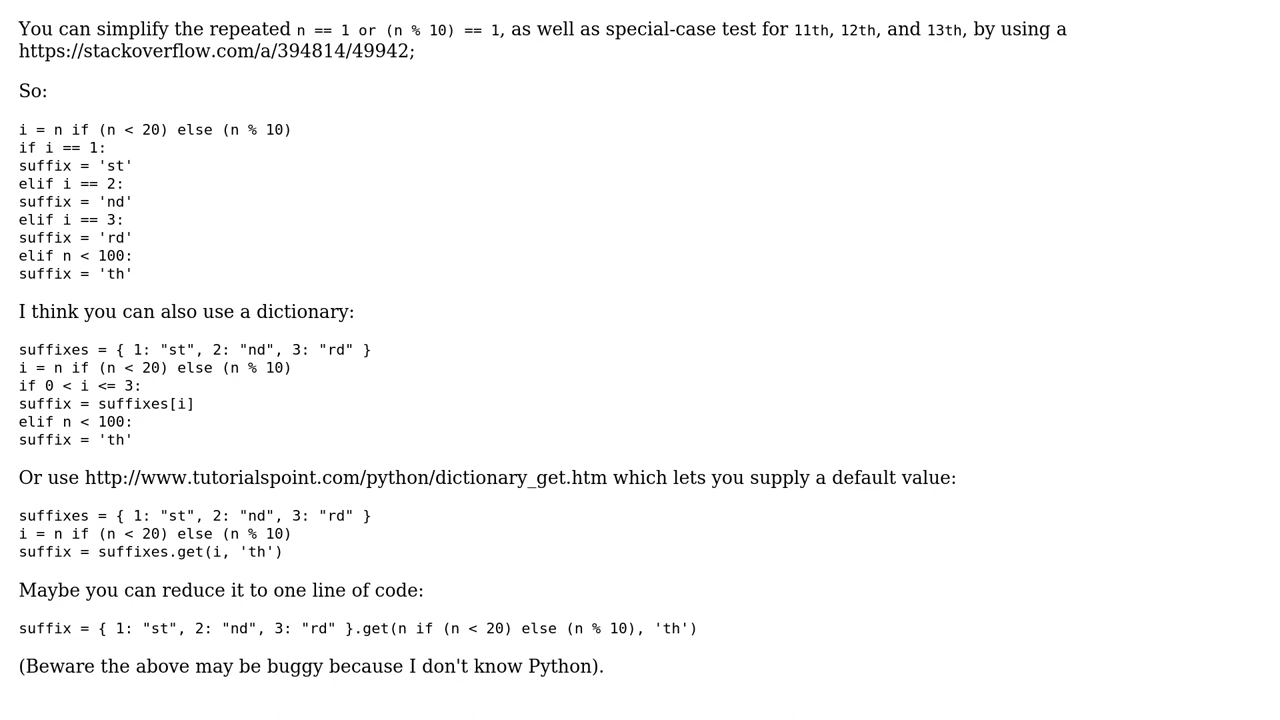 You can simplify the repeated n == 1 or (n % 10) == 1, as well as special-case test for 11th, 12th, and 13th, by using a
https://stackoverflow.com/a/394814/49942;
So:
i = n if (n < 20) else (n % 10)
if i == 1:
suffix = 'st'
elif i == 2:
suffix = 'nd'
elif i == 3:
suffix = 'rd'
elif n < 100:
suffix = 'th'
I think you can also use a dictionary:
suffixes = { 1: "st", 2: "nd", 3: "rd" }
i = n if (n < 20) else (n % 10)
if 0 < i <= 3:
suffix = suffixes[i]
elif n < 100:
suffix = 'th'
Or use http://www.tutorialspoint.com/python/dictionary_get.htm which lets you supply a default value:
suffixes = { 1: "st", 2: "nd", 3: "rd" }
i = n if (n < 20) else (n % 10)
suffix = suffixes.get(i, 'th')
Maybe you can reduce it to one line of code:
suffix = { 1: "st", 2: "nd", 3: "rd" }.get(n if (n < 20) else (n % 10), 'th')
(Beware the above may be buggy because I don't know Python).